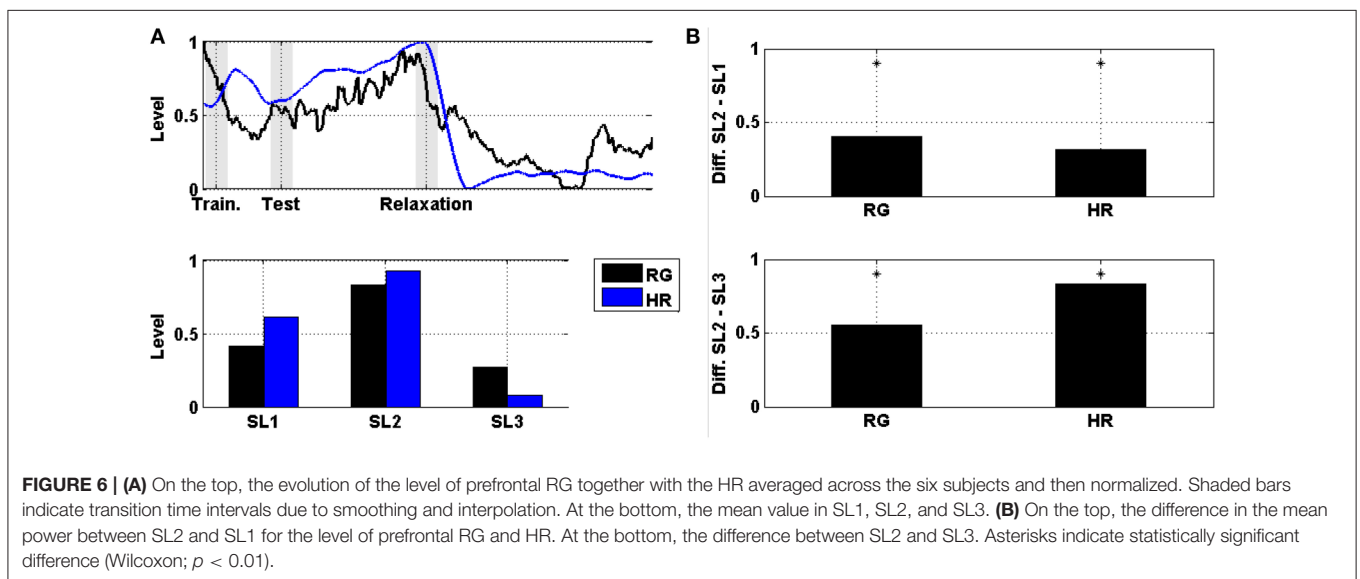 A
1
0.5
0
Level
Train. Test Relaxation
1
0.5
0
Level
SL1 SL2 SL3
RG
HR
B
1
0.5
0
Diff. SL2 - SL1
RG HR
1
0.5
0
Diff. SL2 - SL3
RG HR
FIGURE 6 | (A) On the top, the evolution of the level of prefrontal RG together with the HR averaged across the six subjects and then normalized. Shaded bars
indicate transition time intervals due to smoothing and interpolation. At the bottom, the mean value in SL1, SL2, and SL3. (B) On the top, the difference in the mean
power between SL2 and SL1 for the level of prefrontal RG and HR. At the bottom, the difference between SL2 and SL3. Asterisks indicate statistically significant
difference (Wilcoxon; p < 0.01).